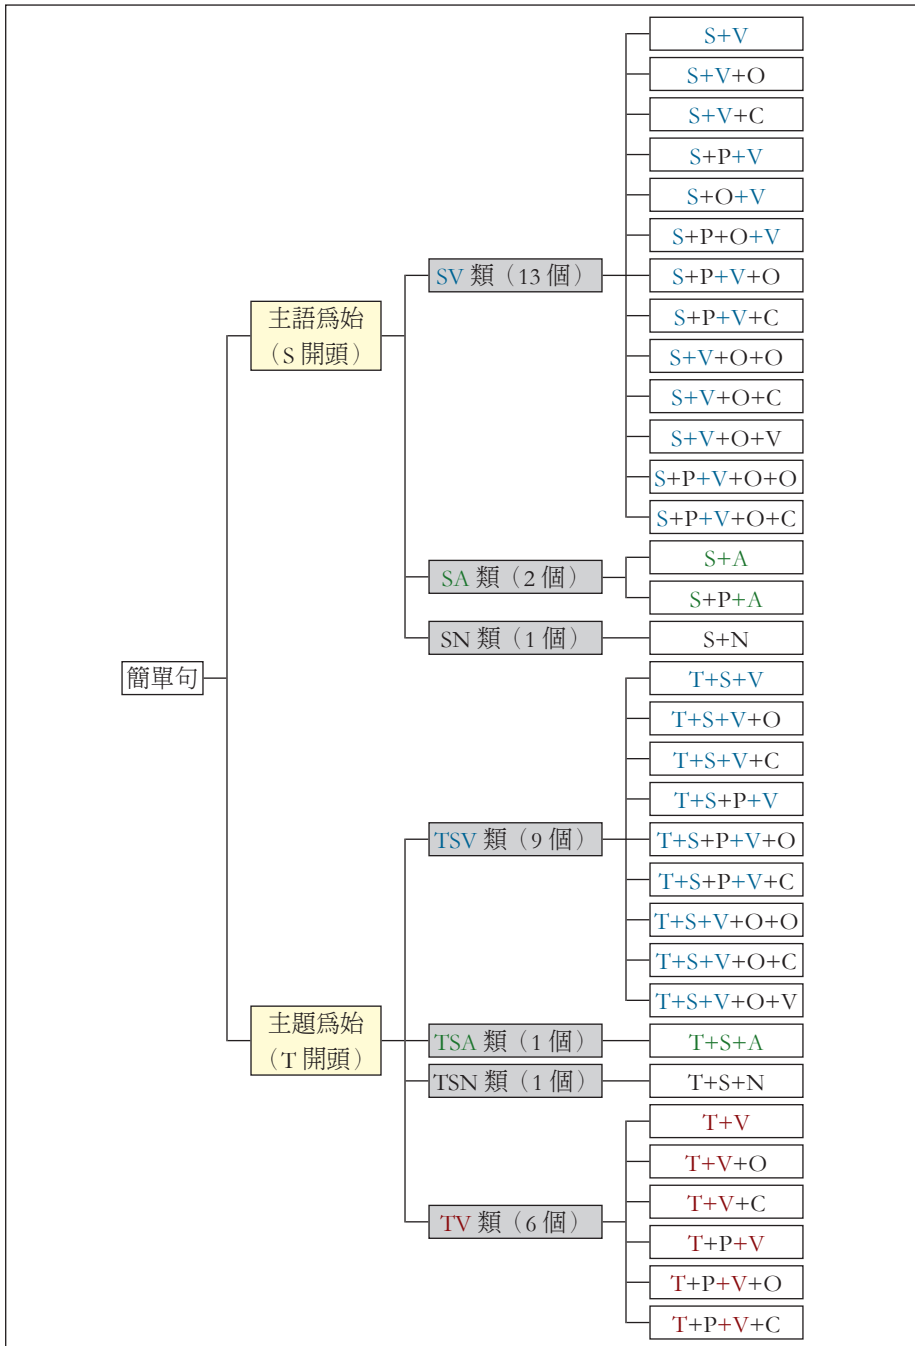 簡單句
主語爲始
（S 開頭）
SV 類（13 個）
S+V
S+V+O
S+V+C
S+P+V
S+O+V
S+P+O+V
S+P+V+O
S+P+V+C
S+V+O+O
S+V+O+C
S+V+O+V
S+P+V+O+O
S+P+V+O+C
SA 類（2 個）
S+A
S+P+A
SN 類（1 個）
S+N
主題爲始
（T 開頭）
TSV 類（9 個）
T+S+V
T+S+V+O
T+S+V+C
T+S+P+V
T+S+P+V+O
T+S+P+V+C
T+S+V+O+O
T+S+V+O+C
T+S+V+O+V
TSA 類（1 個）
T+S+A
TSN 類（1 個）
T+S+N
TV 類（6 個）
T+V
T+V+O
T+V+C
T+P+V
T+P+V+O
T+P+V+C